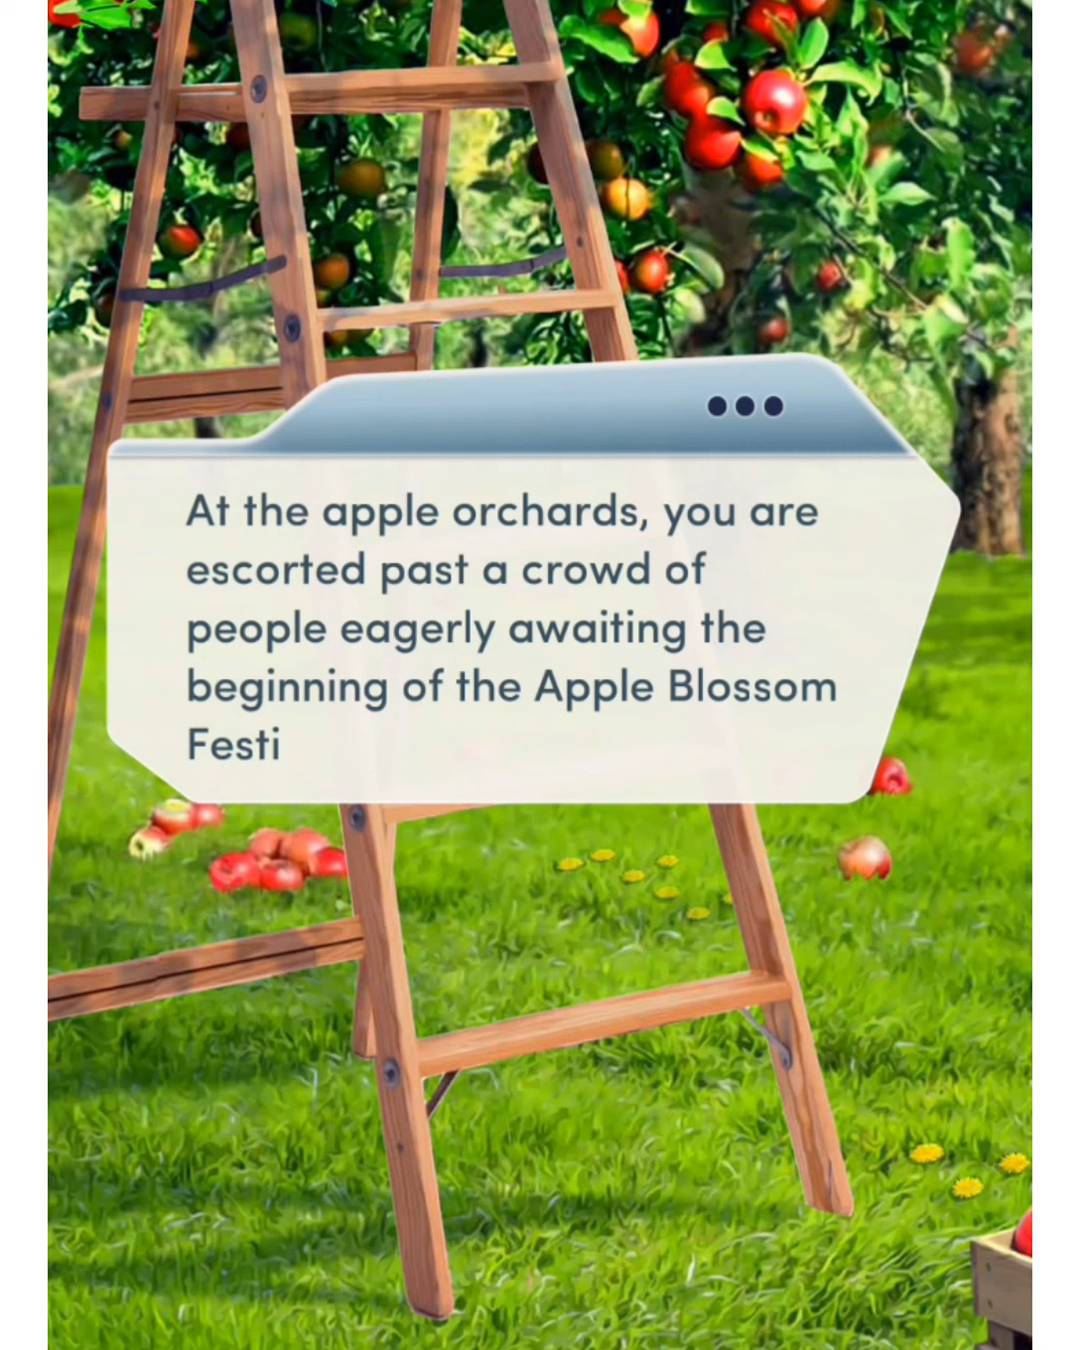 At the apple orchards, you are
escorted past a crowd of
people eagerly awaiting the
beginning of the Apple Blossom
Festi